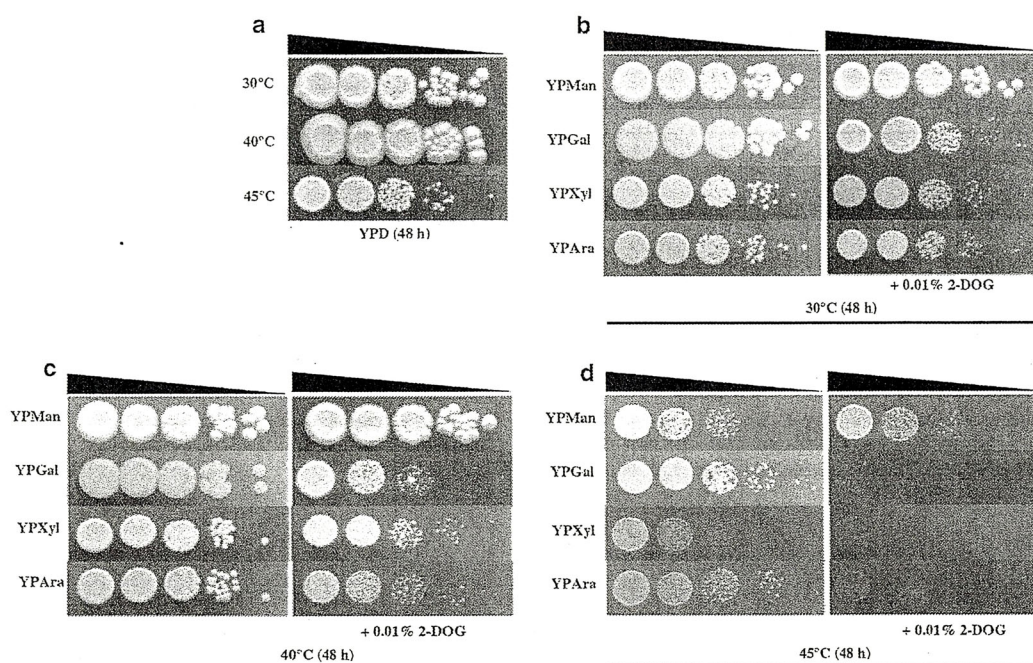 a
30°C
40°C
45°C
YPD (48 h)
b
YPMan
YPGal
YPXyl
YPAra
+ 0.01% 2-DOG
30°C (48 h)
c
YPMan
YPGal
YPXyl
YPAra
+ 0.01% 2-DOG
40°C (48 h)
d
YPMan
YPGal
YPXyl
YPAra
+ 0.01% 2-DOG
45°C (48 h)